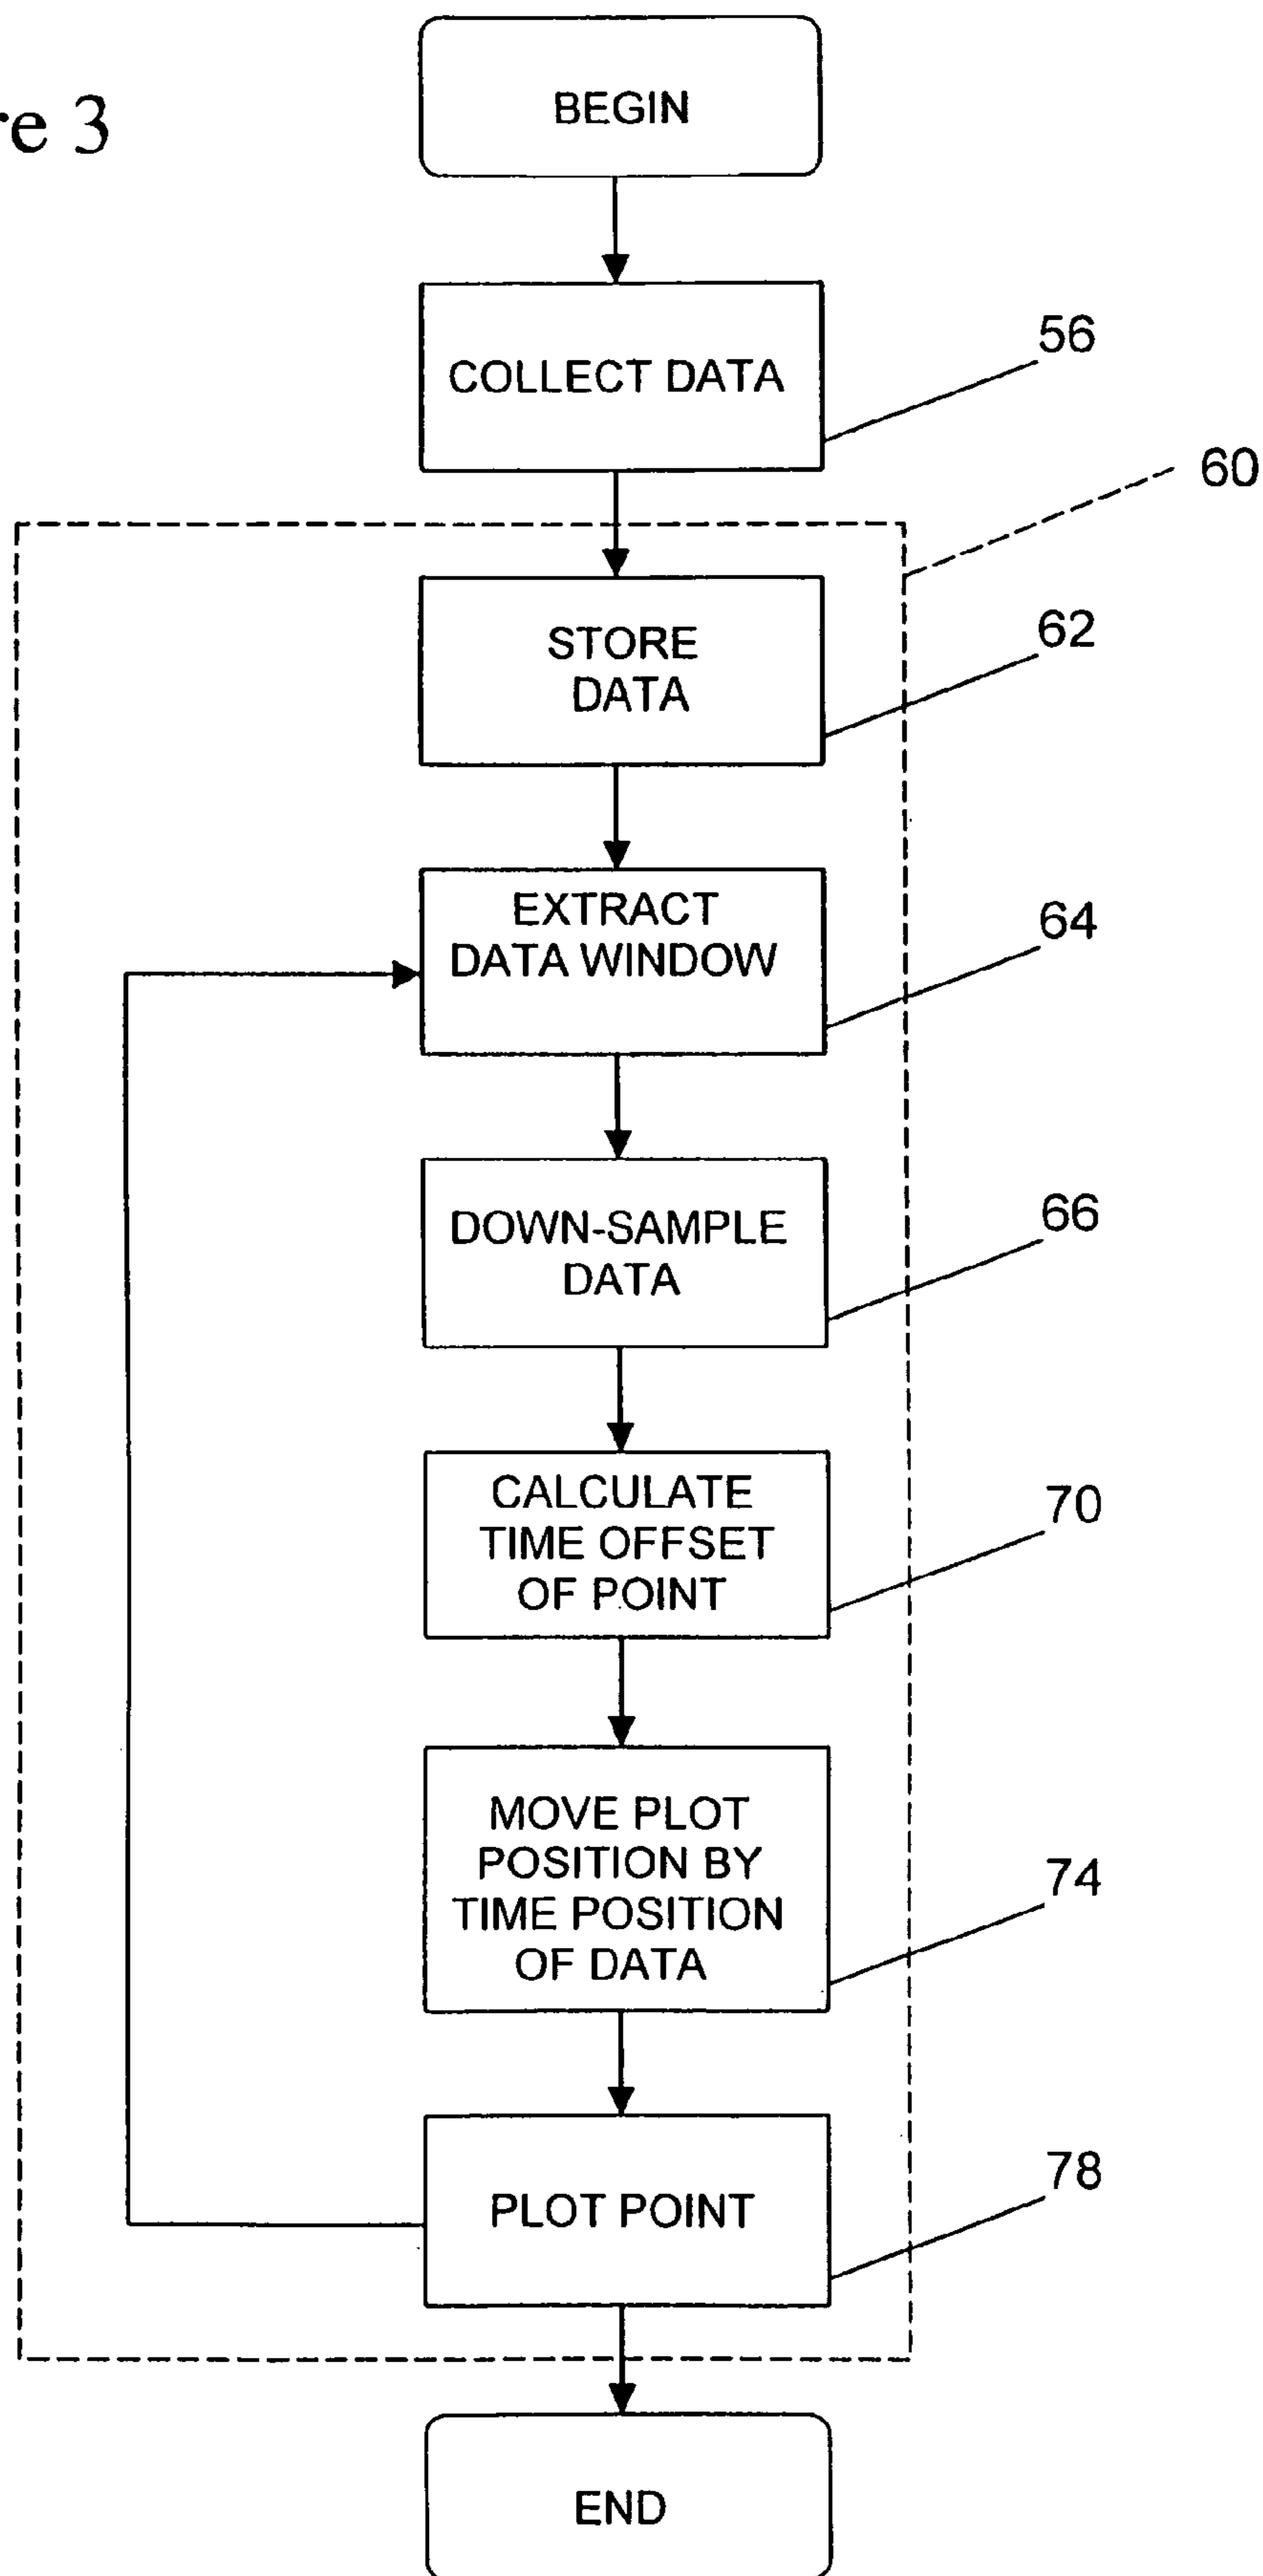 re 3
BEGIN
COLLECT DATA
56
60
STORE
DATA
62
EXTRACT
DATA WINDOW
64
DOWN-SAMPLE
DATA
66
CALCULATE
TIME OFFSET
OF POINT
70
MOVE PLOT
POSITION BY
TIME POSITION
OF DATA
74
PLOT POINT
78
END